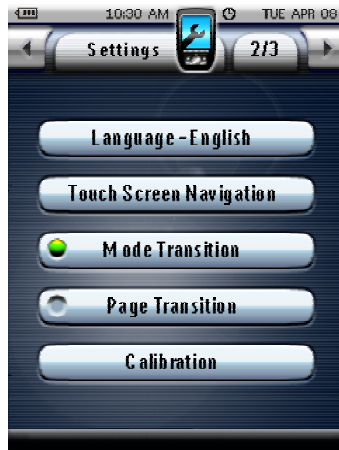 10:30 AM TUE APR 08
Settings 2/3
Language-English
Touch Screen Navigation
Mode Transition
Page Transition
Calibration